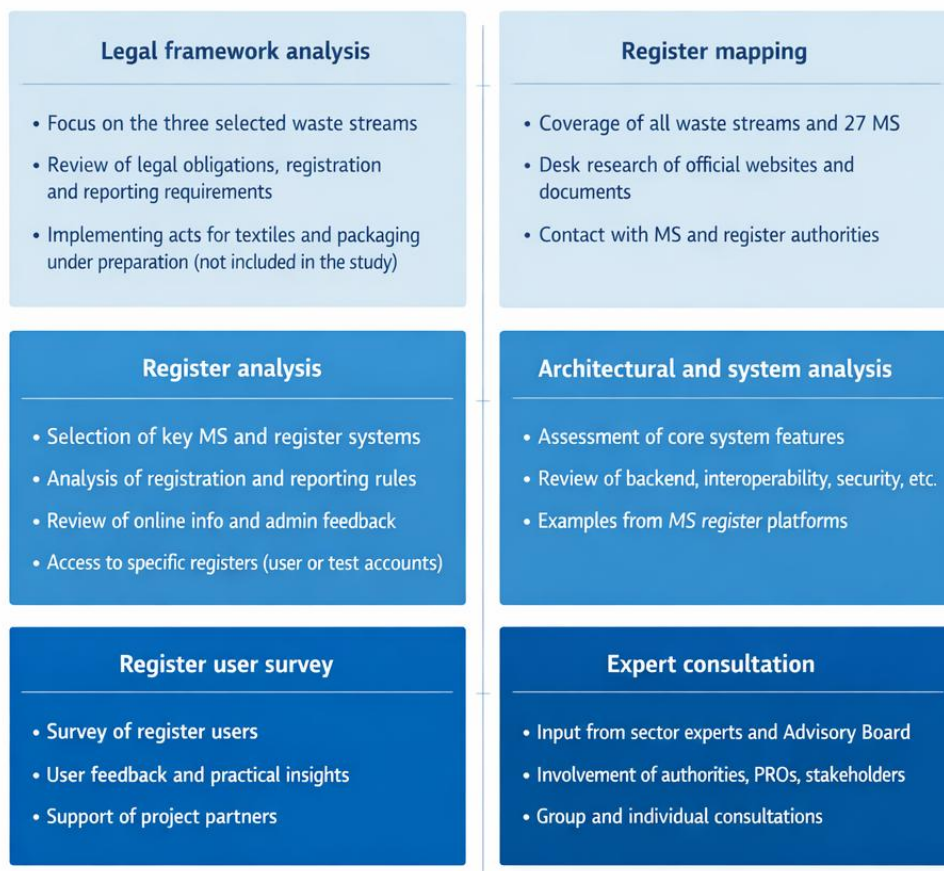 Legal framework analysis
• Focus on the three selected waste streams
• Review of legal obligations, registration
and reporting requirements
• Implementing acts for textiles and packaging
under preparation (not included in the study)
Register mapping
• Coverage of all waste streams and 27 MS
• Desk research of official websites and
documents
• Contact with MS and register authorities
Register analysis
• Selection of key MS and register systems
• Analysis of registration and reporting rules
• Review of online info and admin feedback
• Access to specific registers (user or test accounts)
Architectural and system analysis
• Assessment of core system features
• Review of backend, interoperability, security, etc.
• Examples from MS register platforms
Register user survey
• Survey of register users
• User feedback and practical insights
• Support of project partners
Expert consultation
• Input from sector experts and Advisory Board
• Involvement of authorities, PROs, stakeholders
• Group and individual consultations